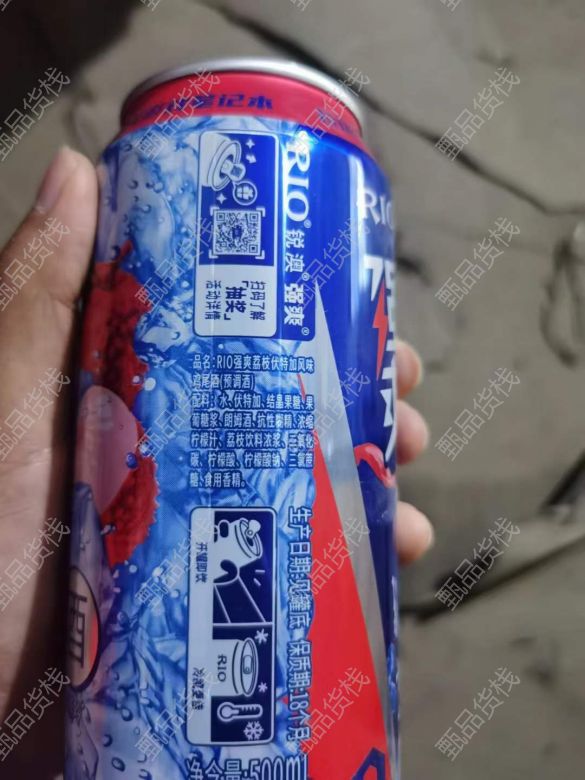 RIO®锐澳®强爽®
扫码了解
「抽奖」
活动详情
品名:RIO强爽荔枝伏特加风味
鸡尾酒(预调酒)
配料:水、伏特加、结晶果糖、果
葡糖浆、朗姆酒、抗性糊精、浓缩
柠檬汁、荔枝饮料浓浆、二氧化
碳、柠檬酸、柠檬酸钠、三氯蔗
糖、食用香精。
开罐即饮
RIO
生产日期:见罐底 保质期:18个月
净含量:500m
RIO
甄品货栈